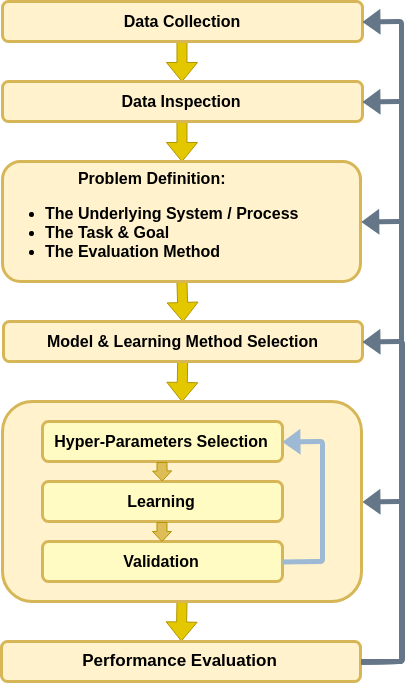 Data Collection
Data Inspection
Problem Definition:
• The Underlying System / Process
• The Task & Goal
• The Evaluation Method
Model & Learning Method Selection
Hyper-Parameters Selection
Learning
Validation
Performance Evaluation